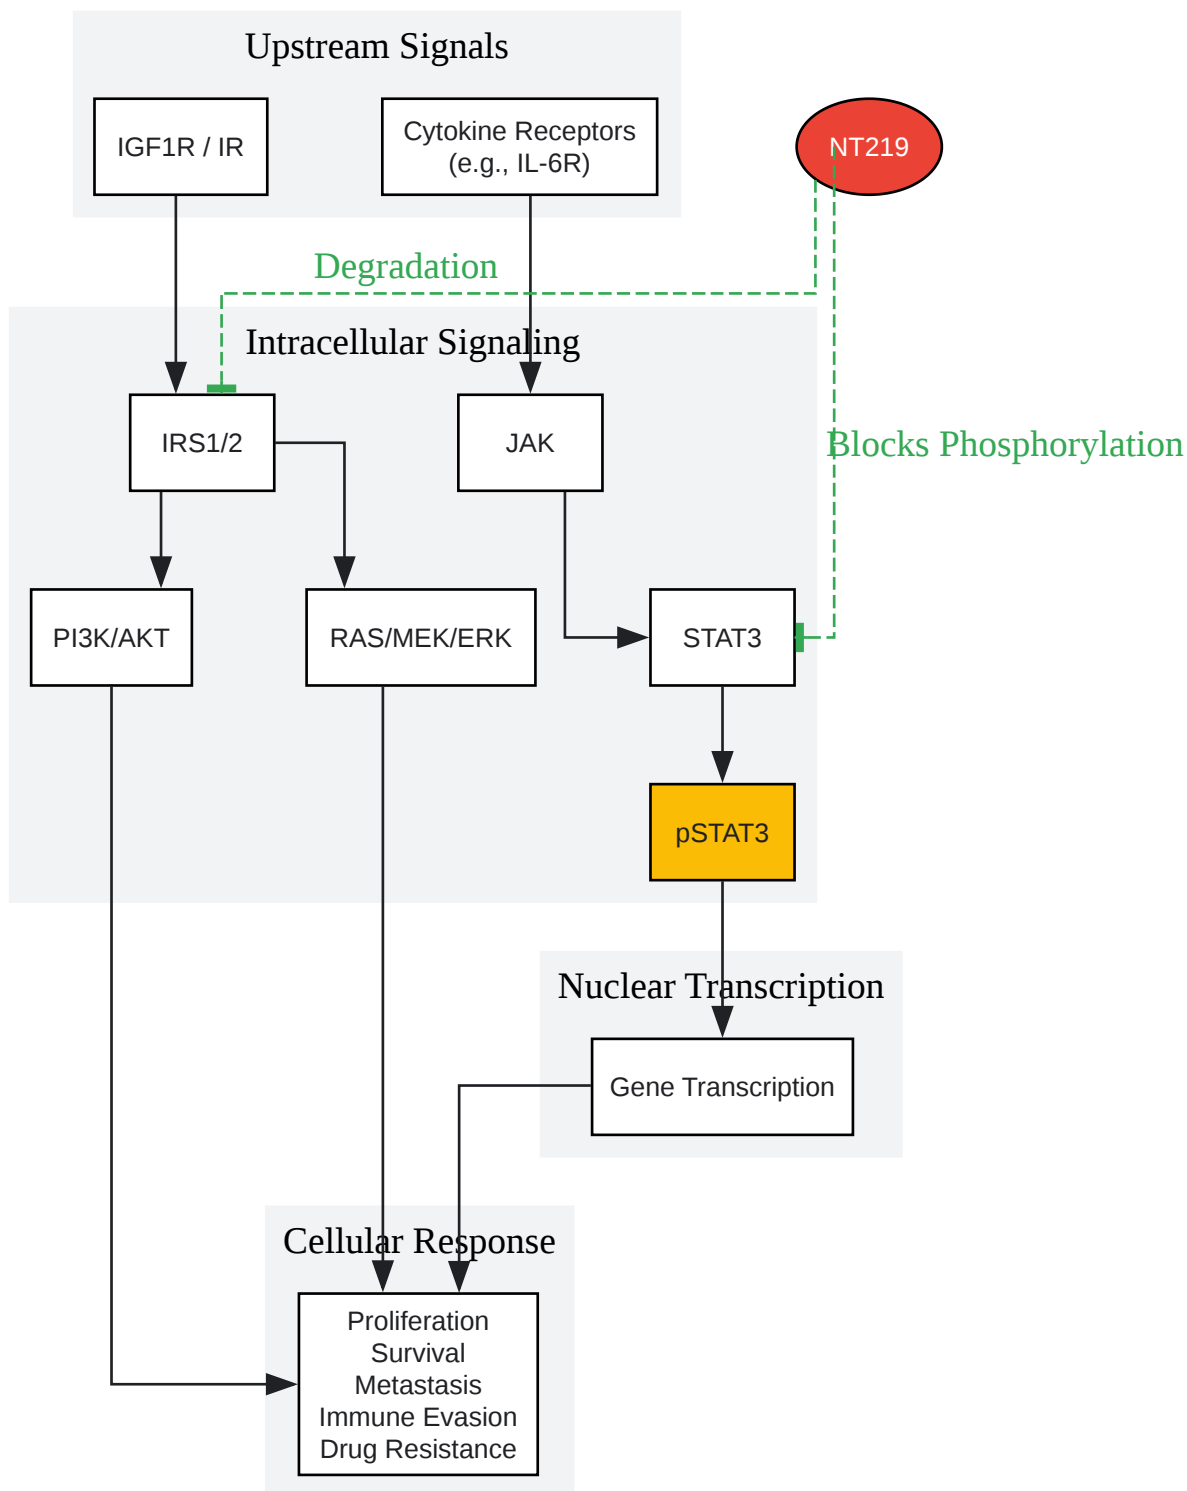 Upstream Signals
IGF1R / IR
Cytokine Receptors
(e.g., IL-6R)
NT219
Degradation
Intracellular Signaling
IRS1/2
JAK
Blocks Phosphorylation
PI3K/AKT
RAS/MEK/ERK
STAT3
pSTAT3
Nuclear Transcription
Gene Transcription
Cellular Response
Proliferation
Survival
Metastasis
Immune Evasion
Drug Resistance